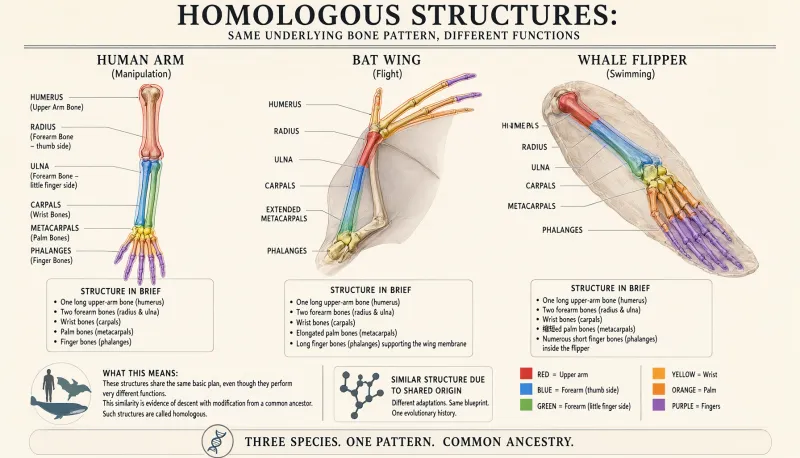 HOMOLOGOUS STRUCTURES:
SAME UNDERLYING BONE PATTERN, DIFFERENT FUNCTIONS
HUMAN ARM
(Manipulation)
HUMERUS
(Upper Arm Bone)
RADIUS
(Forearm Bone
– thumb side)
ULNA
(Forearm Bone –
little finger side)
CARPALS
(Wrist Bones)
METACARPALS
(Palm Bones)
PHALANGES
(Finger Bones)
STRUCTURE IN BRIEF
• One long upper-arm bone (humerus)
• Two forearm bones (radius & ulna)
• Wrist bones (carpals)
• Palm bones (metacarpals)
• Finger bones (phalanges)
BAT WING
(Flight)
HUMERUS
RADIUS
ULNA
CARPALS
EXTENDED
METACARPALS
PHALANGES
STRUCTURE IN BRIEF
• One long upper-arm bone (humerus)
• Two forearm bones (radius & ulna)
• Wrist bones (carpals)
• Elongated palm bones (metacarpals)
• Long finger bones (phalanges) supporting the wing membrane
WHALE FLIPPER
(Swimming)
RADIUS
ULNA
CARPALS
METACARPALS
PHALANGES
STRUCTURE IN BRIEF
• One long upper-arm bone (humerus)
• Two forearm bones (radius & ulna)
• Wrist bones (carpals)
• palm bones (metacarpals)
• Numerous short finger bones (phalanges)
inside the flipper
WHAT THIS MEANS:
These structures share the same basic plan, even though they perform
very different functions.
This similarity is evidence of descent with modification from a common ancestor.
Such structures are called homologous.
SIMILAR STRUCTURE DUE
TO SHARED ORIGIN
Different adaptations. Same blueprint.
One evolutionary history.
RED = Upper arm
BLUE = Forearm (thumb side)
GREEN = Forearm (little finger side)
YELLOW = Wrist
ORANGE = Palm
PURPLE = Fingers
THREE SPECIES. ONE PATTERN. COMMON ANCESTRY.